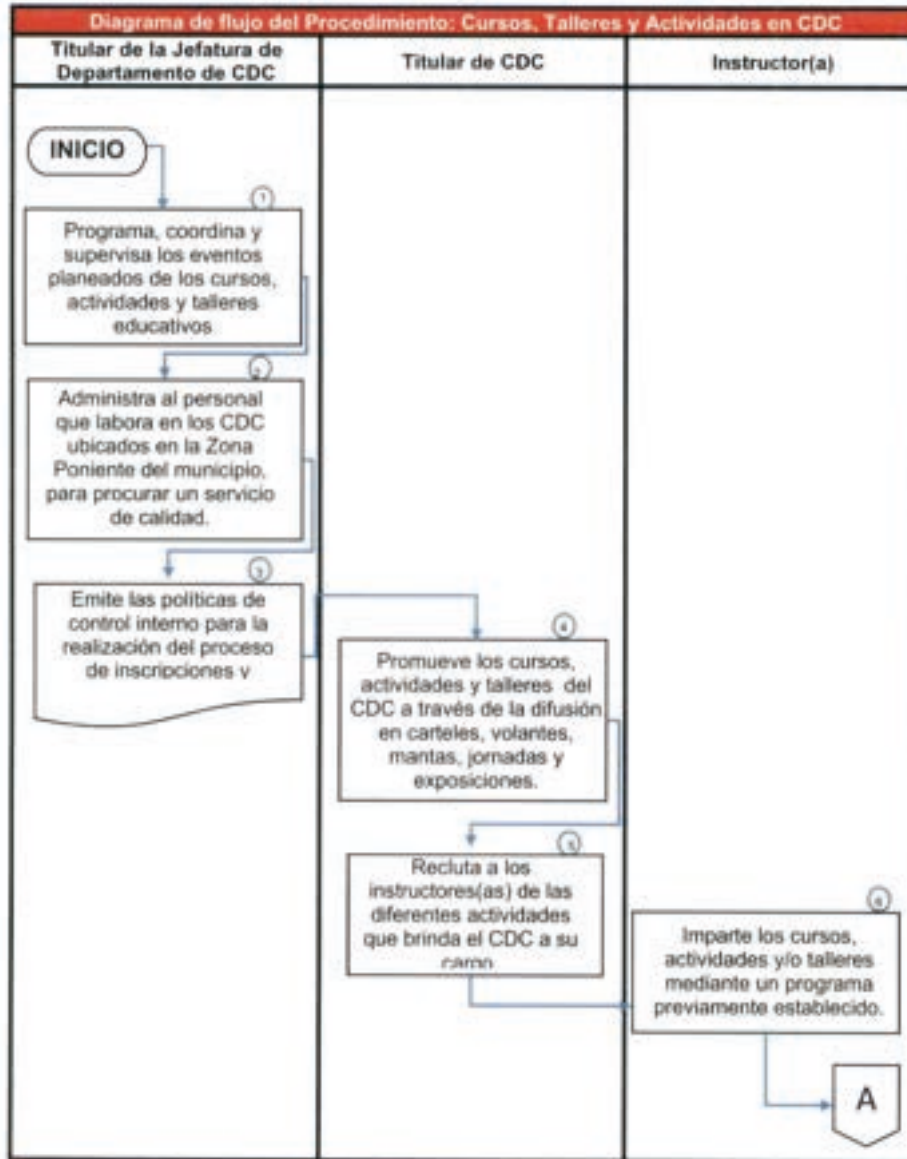 Diagrama de flujo del Procedimiento: Cursos, Talleres y Actividades en CDC
Titular de la Jefatura de
Departamento de CDC
Titular de CDC
Instructor(a)
INICIO
1
Programa, coordina y
supervisa los eventos
planeados de los cursos,
actividades y talleres
educativos
2
Administra al personal
que labora en los CDC
ubicados en la Zona
Poniente del municipio,
para procurar un servicio
de calidad.
3
Emite las políticas de
control interno para la
realización del proceso
de inscripciones y
4
Promueve los cursos,
actividades y talleres del
CDC a través de la difusión
en carteles, volantes,
mantas, jornadas y
exposiciones.
5
Recluta a los
instructores(as) de las
diferentes actividades
que brinda el CDC a su
cargo
6
Imparte los cursos,
actividades y/o talleres
mediante un programa
previamente establecido.
A